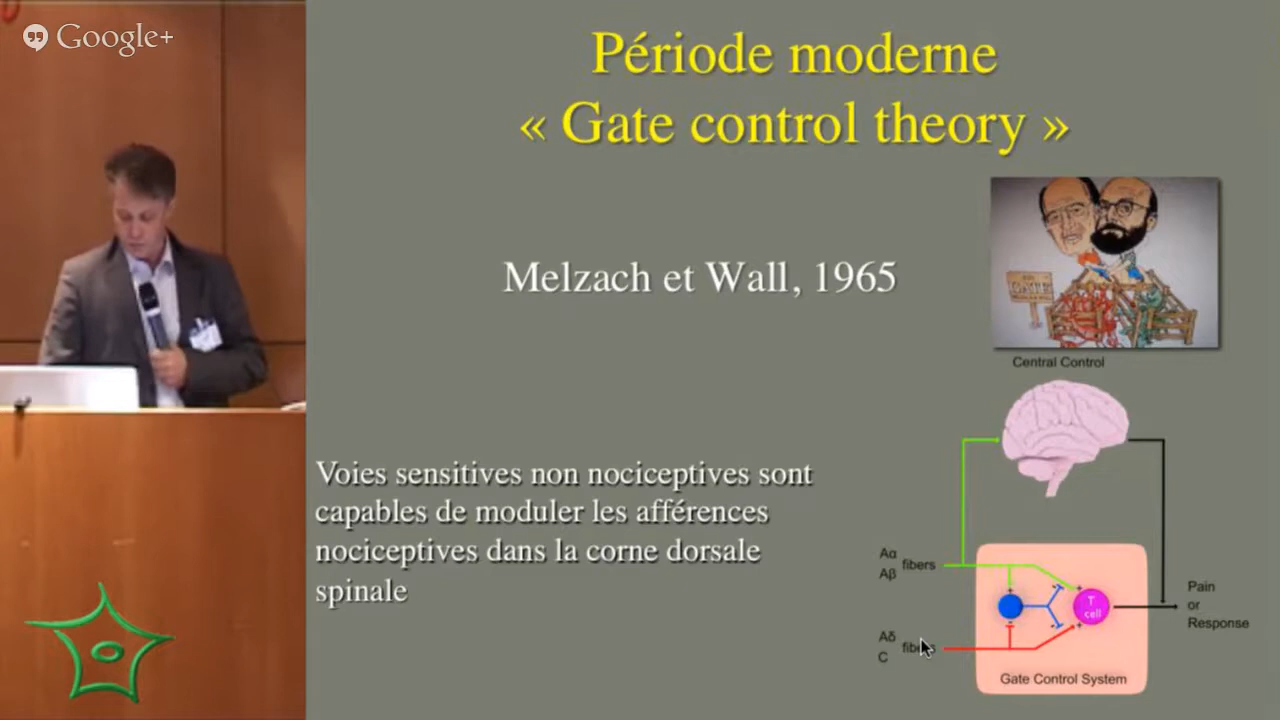 Google+
Période moderne
« Gate control theory »
Melzach et Wall, 1965
GATE
Central Control
Voies sensitives non nociceptives sont
capables de moduler les afférences
nociceptives dans la corne dorsale
spinale
Aα
Aβ
fibers
Aδ
C
T
cell
Pain
or
Response
Gate Control System